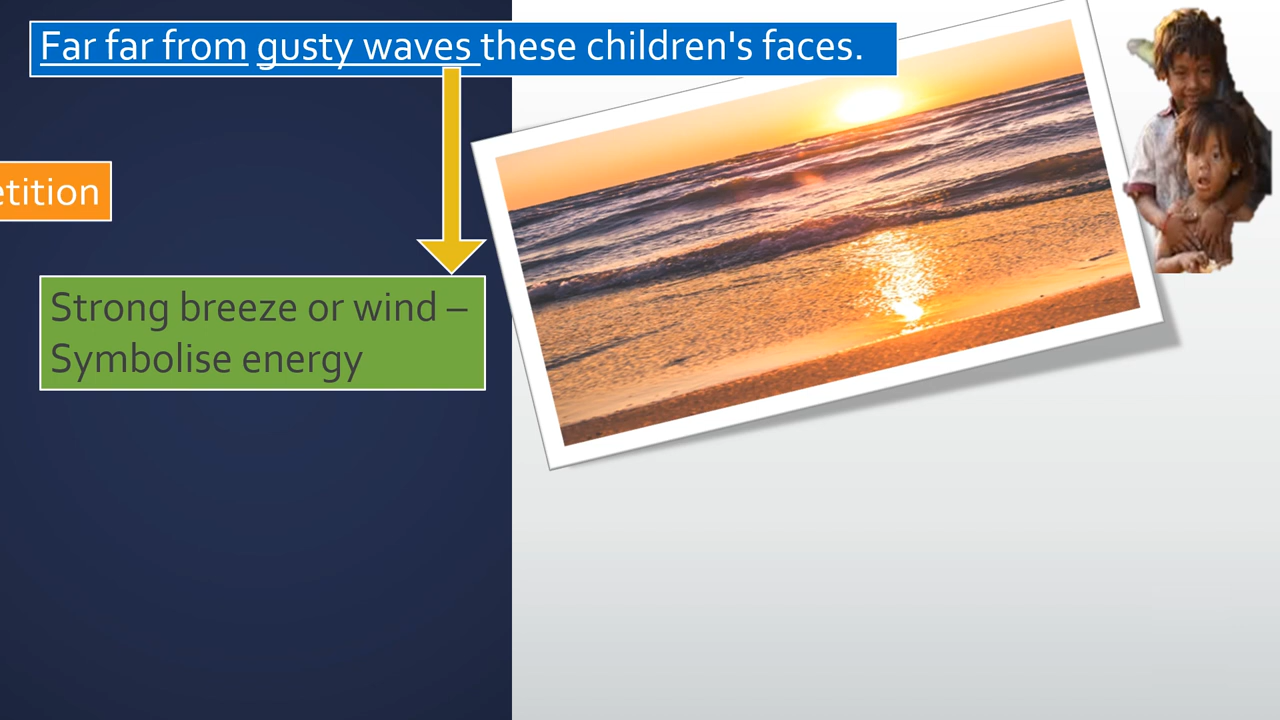 Far far from gusty waves these children's faces.
etition
Strong breeze or wind –
Symbolise energy